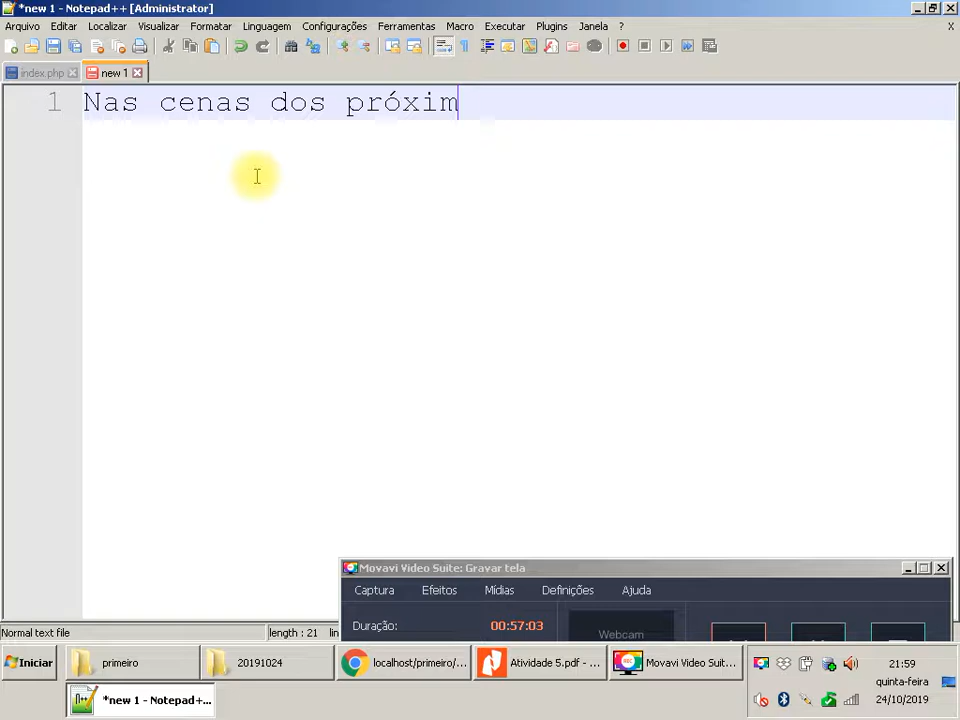 *new 1 - Notepad++ [Administrator]
Arquivo Editar Localizar Visualizar Formatar Linguagem Configurações Ferramentas Macro Executar Plugins Janela ? X
index.php new 1
1 Nas cenas dos próxim
Movavi Video Suite: Gravar tela
Captura Efeitos Mídias Definições Ajuda
Duração: 00:57:03
Webcam
Normal text file length : 21 lin
Iniciar primeiro 20191024 localhost/primeiro/... Atividade 5.pdf - ... Movavi Video Suit... 21:59
quinta-feira
*new 1 - Notepad+... 24/10/2019